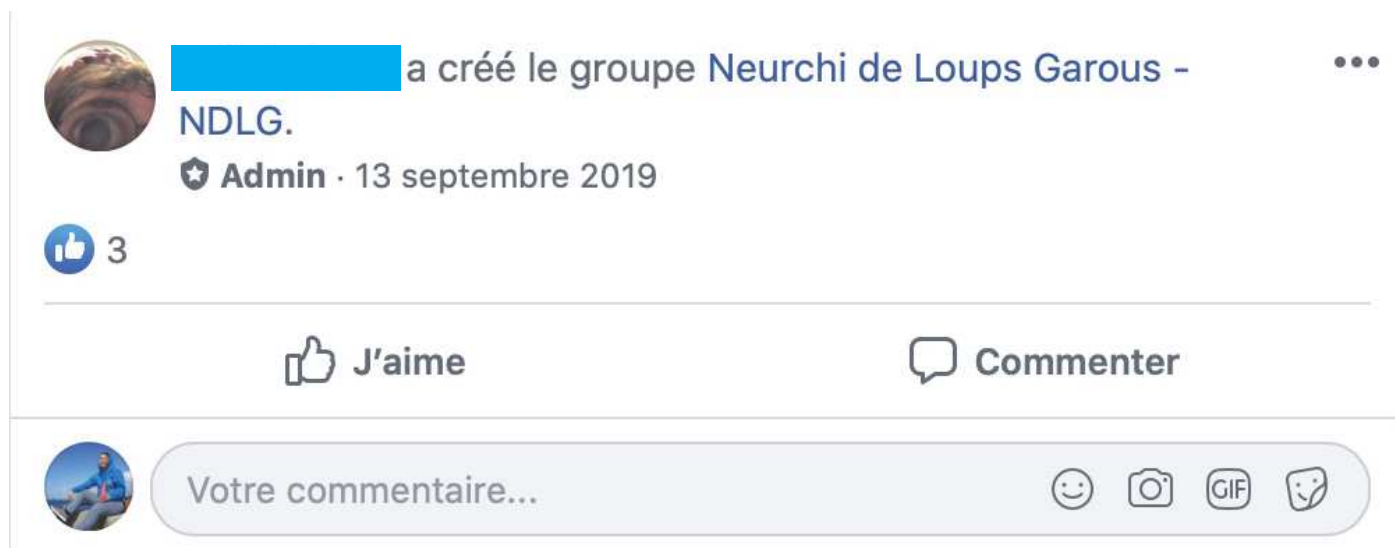 a créé le groupe Neurchi de Loups Garous -
NDLG.
Admin · 13 septembre 2019
3
J'aime
Commenter
Votre commentaire...
GIF